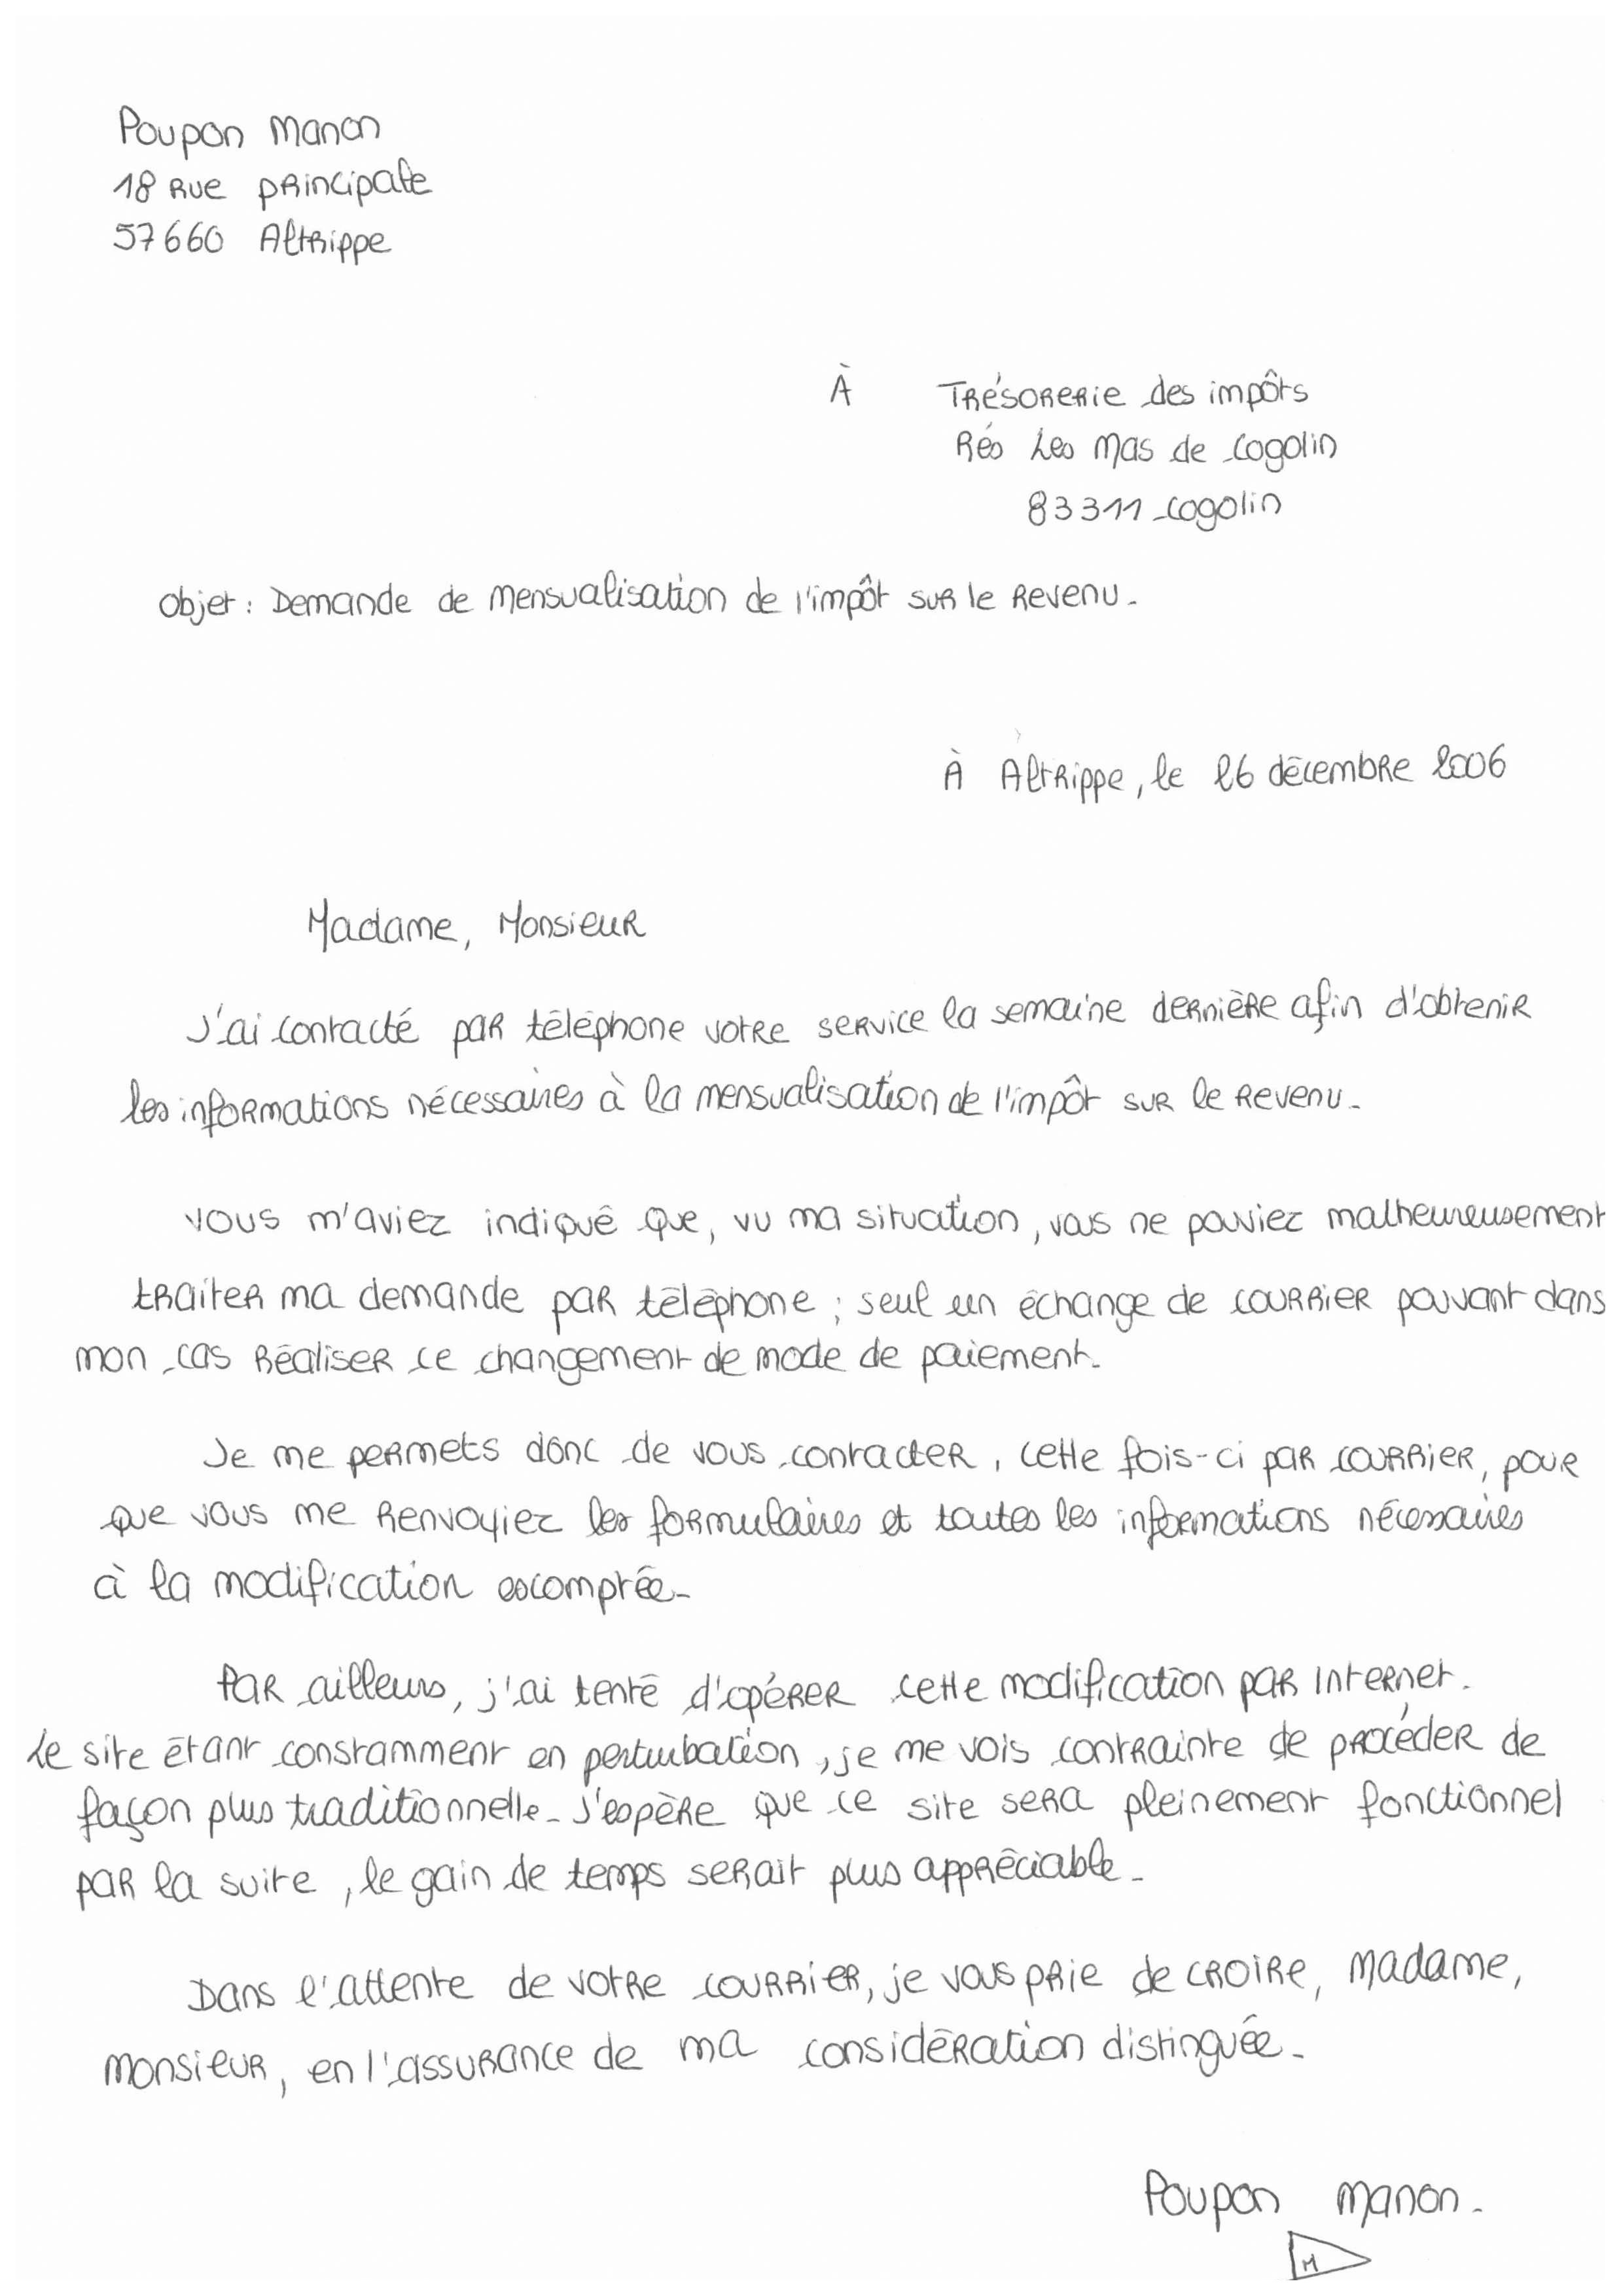 Poupon Manon
18 Rue principale
57660 Altrippe
À Trésorerie des impôts
Rés Les Mas de Cogolin
83311 Cogolin
Objet : Demande de mensualisation de l'impôt sur le revenu.
À Altrippe, le 26 décembre 2006
Madame, Monsieur
J'ai contacté par téléphone votre service la semaine dernière afin d'obtenir
les informations nécessaires à la mensualisation de l'impôt sur le revenu.
Vous m'aviez indiqué que, vu ma situation, vous ne pouviez malheureusement
traiter ma demande par téléphone ; seul un échange de courrier pouvant dans
mon cas réaliser ce changement de mode de paiement.
Je me permets donc de vous contacter, cette fois-ci par courrier, pour
que vous me renvoyiez les formulaires et toutes les informations nécessaires
à la modification escomptée.
Par ailleurs, j'ai tenté d'opérer cette modification par Internet.
Le site étant constamment en perturbation, je me vois contrainte de procéder de
façon plus traditionnelle. J'espère que ce site sera pleinement fonctionnel
par la suite, le gain de temps serait plus appréciable.
Dans l'attente de votre courrier, je vous prie de croire, Madame,
Monsieur, en l'assurance de ma considération distinguée.
Poupon Manon.
M